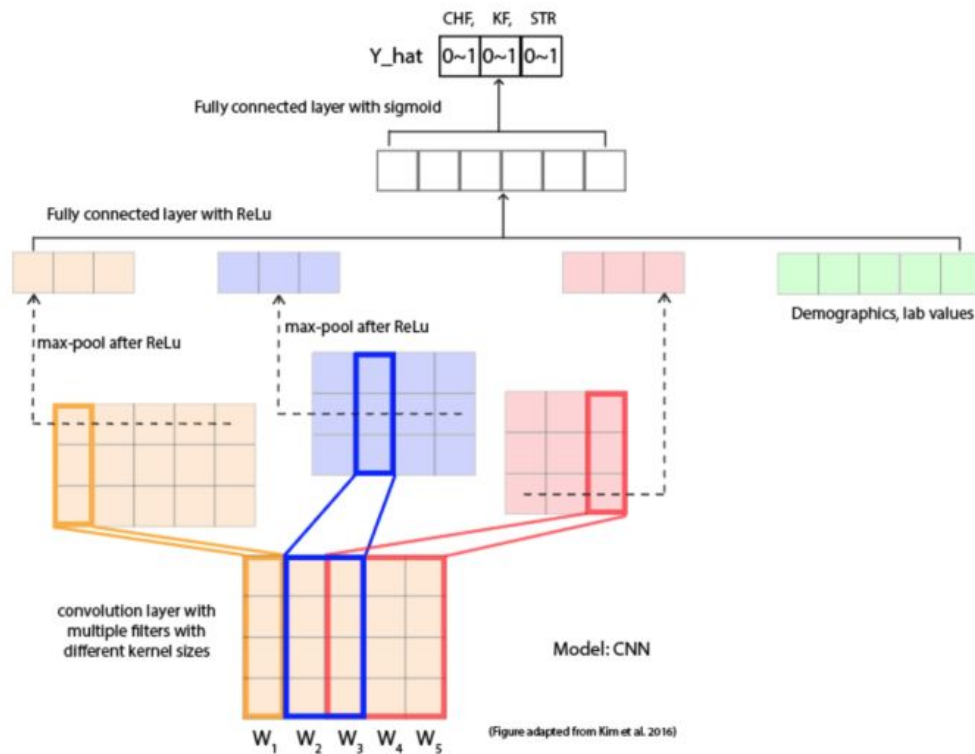 CHF, KF, STR
Y_hat 0~1 0~1 0~1
Fully connected layer with sigmoid
Fully connected layer with ReLu
Demographics, lab values
max-pool after ReLu
max-pool after ReLu
convolution layer with
multiple filters with
different kernel sizes
Model: CNN
(Figure adapted from Kim et al. 2016)
W1 W2 W3 W4 W5